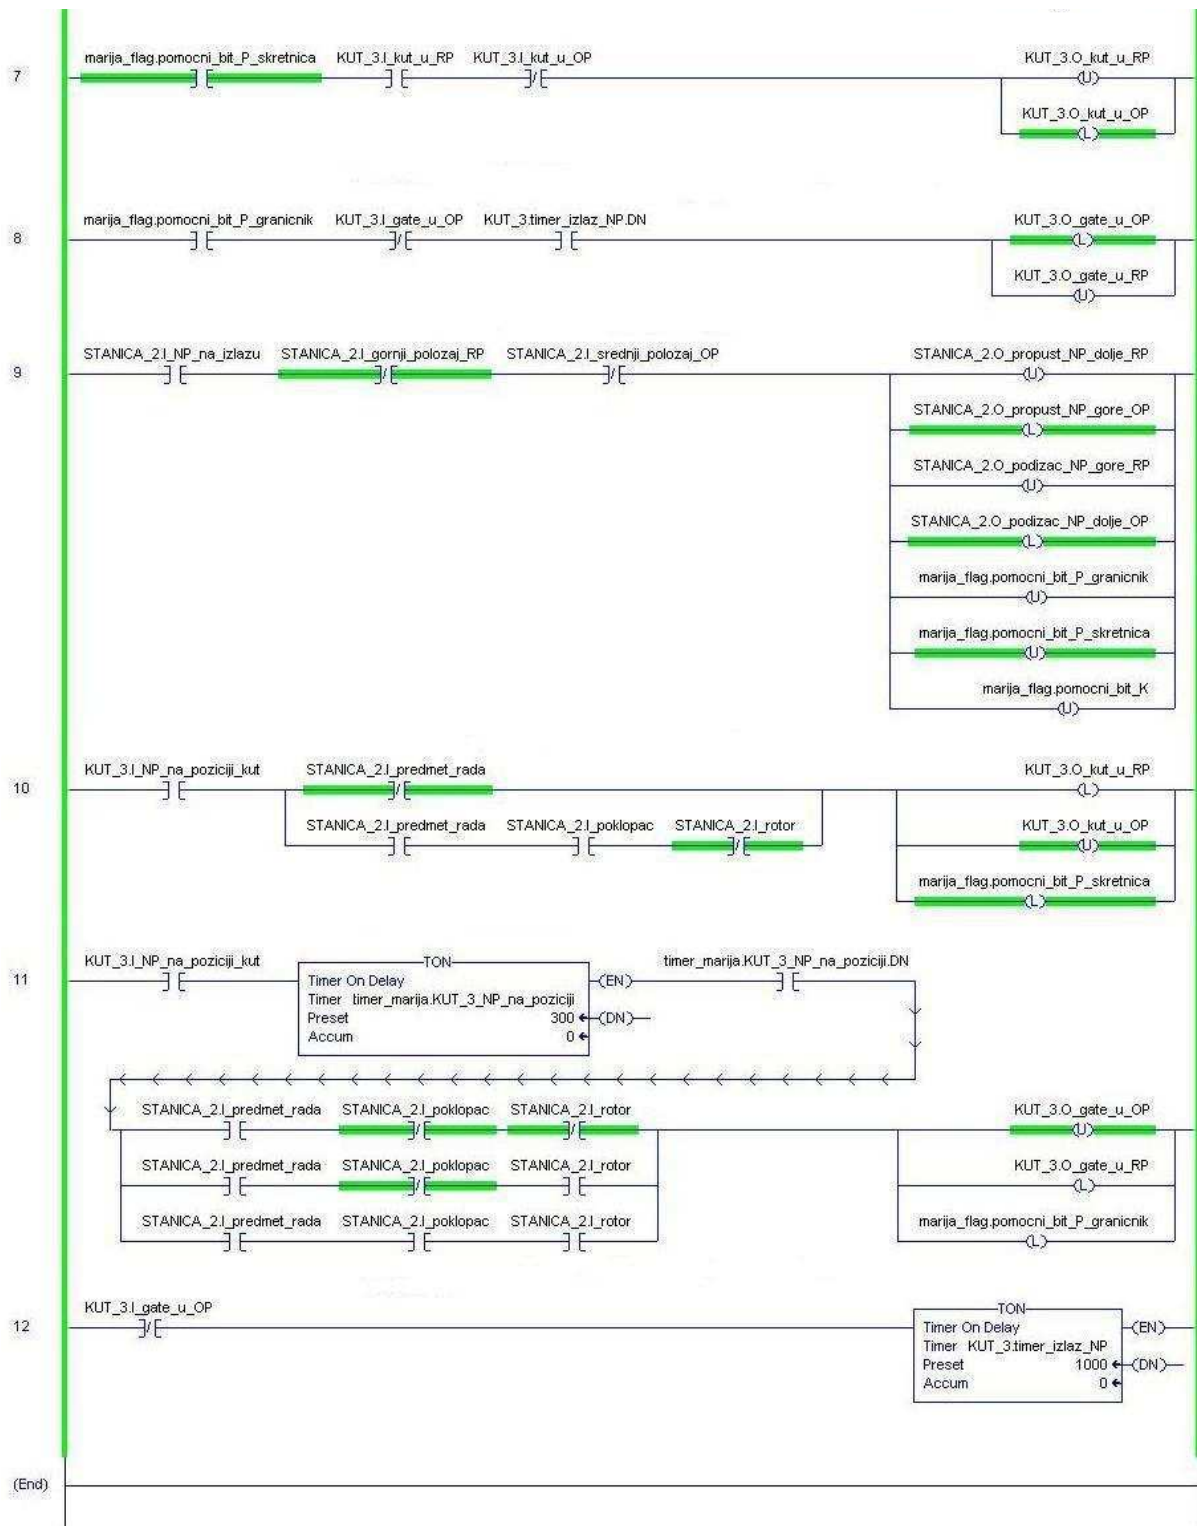 marija_flag.pomocni_bit_P_skretnica KUT_3.I_kut_u_RP KUT_3.I_kut_u_OP KUT_3.O_kut_u_RP
7 (U)
KUT_3.O_kut_u_OP
(L)
marija_flag.pomocni_bit_P_granicnik KUT_3.I_gate_u_OP KUT_3.timer_izlaz_NP.DN KUT_3.O_gate_u_OP
8 (L)
KUT_3.O_gate_u_RP
(U)
STANICA_2.I_NP_na_izlazu STANICA_2.I_gornji_polozaj_RP STANICA_2.I_srednji_polozaj_OP STANICA_2.O_propust_NP_dolje_RP
9 (U)
STANICA_2.O_propust_NP_gore_OP
(L)
STANICA_2.O_podizac_NP_gore_RP
(U)
STANICA_2.O_podizac_NP_dolje_OP
(L)
marija_flag.pomocni_bit_P_granicnik
(U)
marija_flag.pomocni_bit_P_skretnica
(U)
marija_flag.pomocni_bit_K
(U)
KUT_3.I_NP_na_poziciji_kut STANICA_2.I_predmet_rada KUT_3.O_kut_u_RP
10 (L)
STANICA_2.I_predmet_rada STANICA_2.I_poklopac STANICA_2.I_rotor KUT_3.O_kut_u_OP
(U)
marija_flag.pomocni_bit_P_skretnica
(L)
KUT_3.I_NP_na_poziciji_kut TON timer_marija.KUT_3_NP_na_poziciji.DN
11 Timer On Delay (EN)
Timer timer_marija.KUT_3_NP_na_poziciji
Preset 300 (DN)
Accum 0
STANICA_2.I_predmet_rada STANICA_2.I_poklopac STANICA_2.I_rotor KUT_3.O_gate_u_OP
(U)
STANICA_2.I_predmet_rada STANICA_2.I_poklopac STANICA_2.I_rotor KUT_3.O_gate_u_RP
(L)
STANICA_2.I_predmet_rada STANICA_2.I_poklopac STANICA_2.I_rotor marija_flag.pomocni_bit_P_granicnik
(L)
KUT_3.I_gate_u_OP TON
12 Timer On Delay (EN)
Timer KUT_3.timer_izlaz_NP
Preset 1000 (DN)
Accum 0
(End)